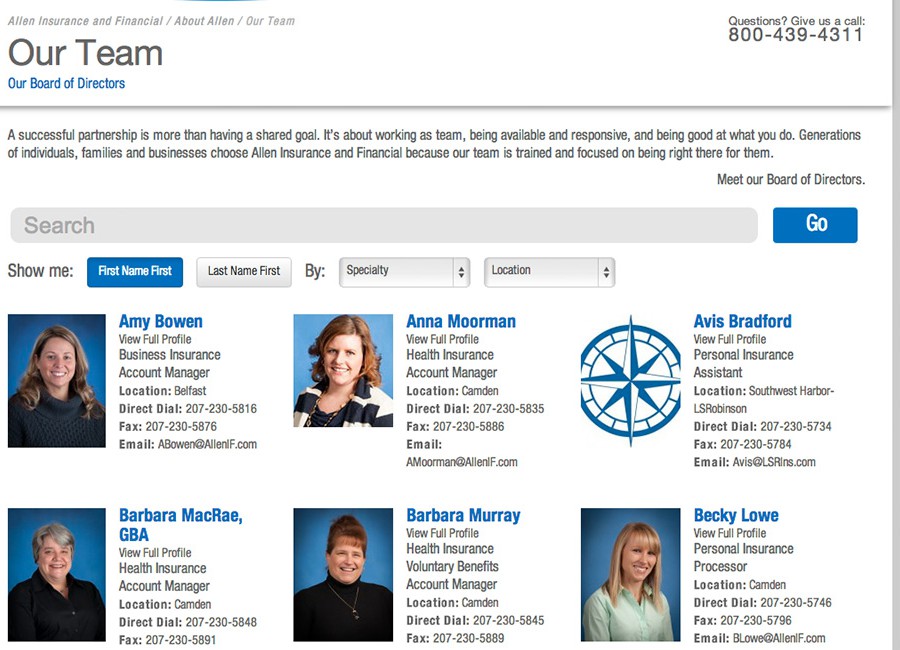 Allen Insurance and Financial / About Allen / Our Team
Questions? Give us a call:
800-439-4311
Our Team
Our Board of Directors
A successful partnership is more than having a shared goal. It's about working as team, being available and responsive, and being good at what you do. Generations
of individuals, families and businesses choose Allen Insurance and Financial because our team is trained and focused on being right there for them.
Meet our Board of Directors.
Search
Go
Show me: First Name First Last Name First By: Specialty Location
Amy Bowen
View Full Profile
Business Insurance
Account Manager
Location: Belfast
Direct Dial: 207-230-5816
Fax: 207-230-5876
Email: ABowen@AllenIF.com
Anna Moorman
View Full Profile
Health Insurance
Account Manager
Location: Camden
Direct Dial: 207-230-5835
Fax: 207-230-5886
Email:
AMoorman@AllenIF.com
Avis Bradford
View Full Profile
Personal Insurance
Assistant
Location: Southwest Harbor-
LSRobinson
Direct Dial: 207-230-5734
Fax: 207-230-5784
Email: Avis@LSRIns.com
Barbara MacRae,
GBA
View Full Profile
Health Insurance
Account Manager
Location: Camden
Direct Dial: 207-230-5848
Fax: 207-230-5891
Barbara Murray
View Full Profile
Health Insurance
Voluntary Benefits
Account Manager
Location: Camden
Direct Dial: 207-230-5845
Fax: 207-230-5889
Becky Lowe
View Full Profile
Personal Insurance
Processor
Location: Camden
Direct Dial: 207-230-5746
Fax: 207-230-5796
Email: BLowe@AllenIF.com